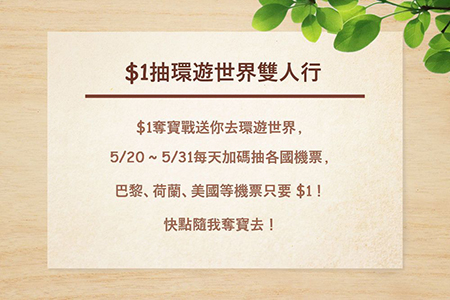 $1抽環遊世界雙人行
$1奪寶戰送你去環遊世界，
5/20 ~ 5/31每天加碼抽各國機票，
巴黎、荷蘭、美國等機票只要 $1！
快點隨我奪寶去！